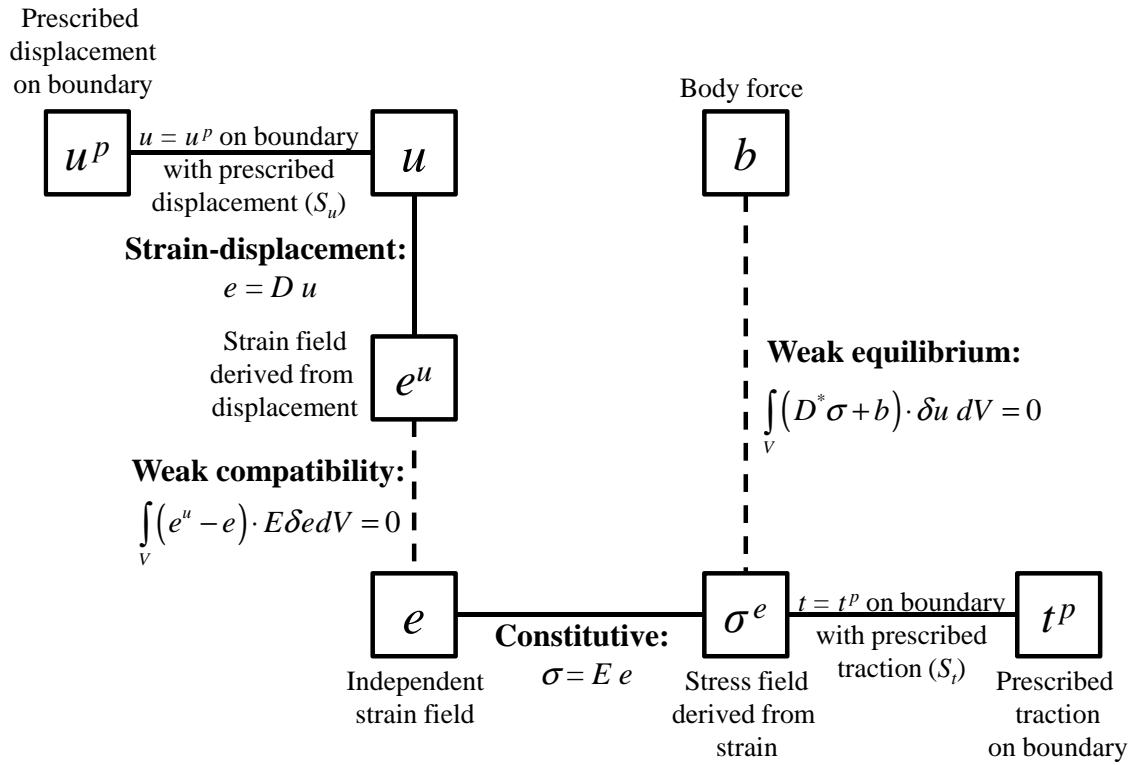 Prescribed
displacement
on boundary
Body force
u^p
u = u^p on boundary
with prescribed
displacement (S_u)
u
b
Strain-displacement:
e = D u
Strain field
derived from
displacement
e^u
Weak equilibrium:
∫_V (D^* σ + b) · δu dV = 0
Weak compatibility:
∫_V (e^u − e) · E δe dV = 0
e
Constitutive:
σ = E e
σ^e
t = t^p on boundary
with prescribed
traction (S_t)
t^p
Independent
strain field
Stress field
derived from
strain
Prescribed
traction
on boundary